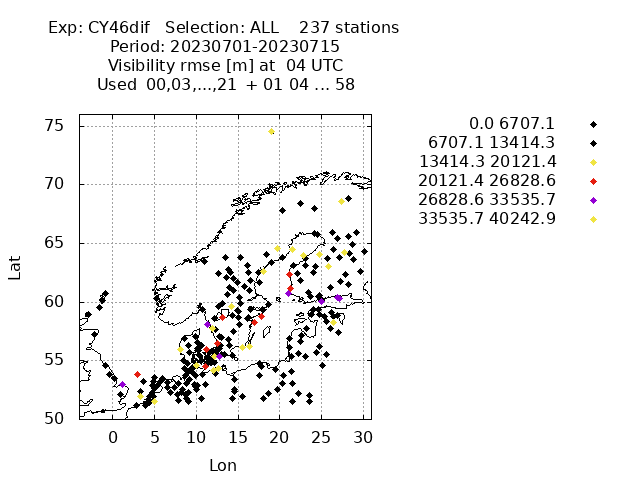 Exp: CY46dif Selection: ALL 237 stations
Period: 20230701-20230715
Visibility rmse [m] at 04 UTC
Used 00,03,...,21 + 01 04 ... 58
0.0 6707.1
6707.1 13414.3
13414.3 20121.4
20121.4 26828.6
26828.6 33535.7
33535.7 40242.9
75
70
65
60
55
50
Lat
0 5 10 15 20 25 30
Lon